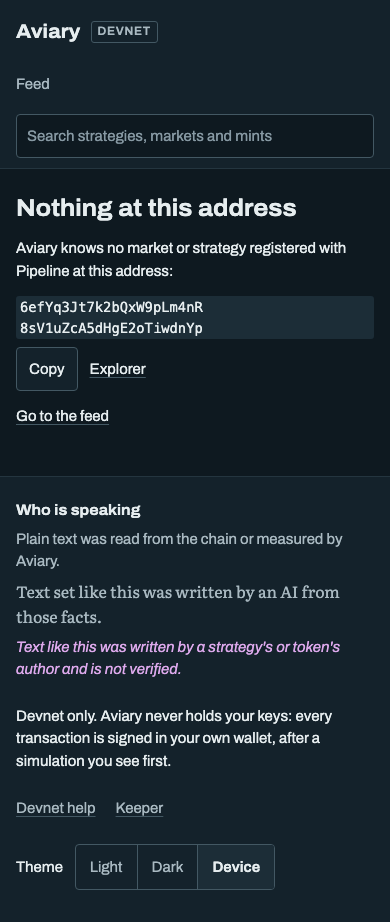 Aviary DEVNET
Feed
Search strategies, markets and mints
Nothing at this address
Aviary knows no market or strategy registered with
Pipeline at this address:
6efYq3Jt7k2bQxW9pLm4nR
8sV1uZcA5dHgE2oTiwdnYp
Copy Explorer
Go to the feed
Who is speaking
Plain text was read from the chain or measured by
Aviary.
Text set like this was written by an AI from
those facts.
Text like this was written by a strategy's or token's
author and is not verified.
Devnet only. Aviary never holds your keys: every
transaction is signed in your own wallet, after a
simulation you see first.
Devnet help Keeper
Theme Light Dark Device